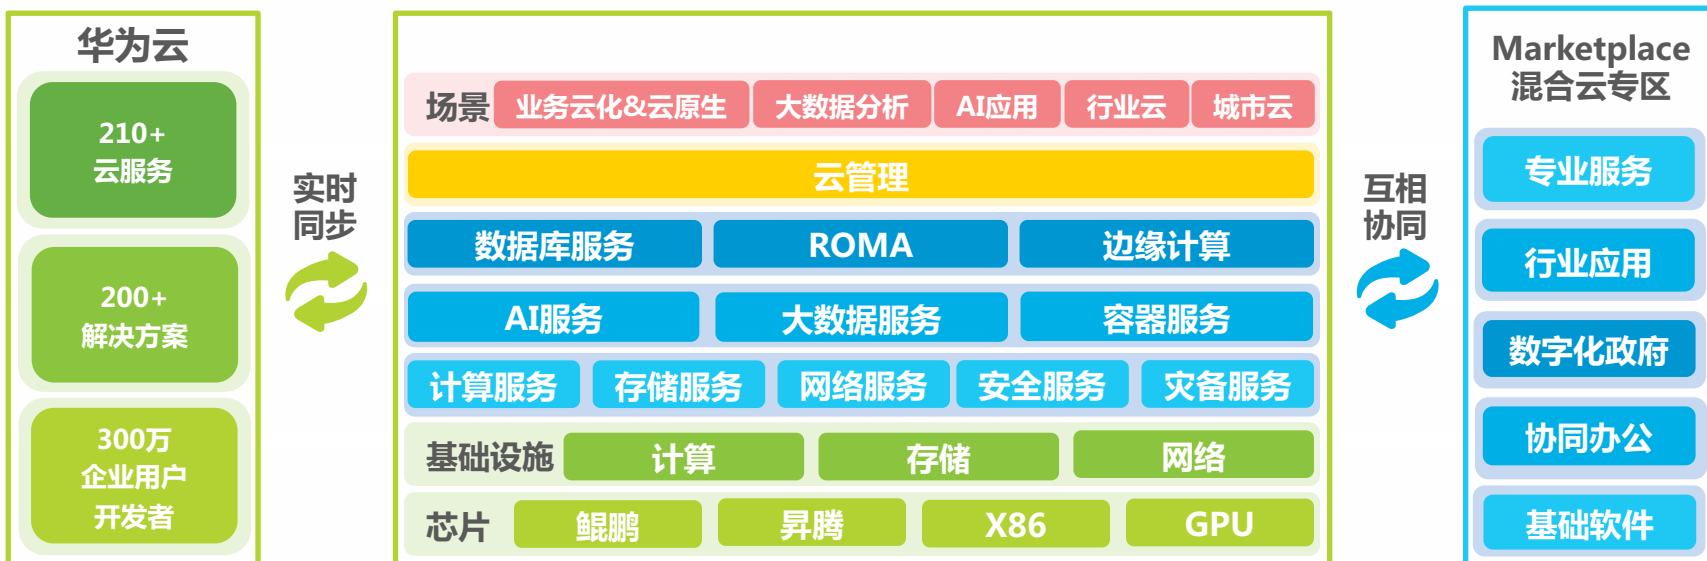 华为云
210+
云服务
200+
解决方案
300万
企业用户
开发者
实时
同步
场景 业务云化&云原生 大数据分析 AI应用 行业云 城市云
云管理
数据库服务 ROMA 边缘计算
AI服务 大数据服务 容器服务
计算服务 存储服务 网络服务 安全服务 灾备服务
基础设施 计算 存储 网络
芯片 鲲鹏 昇腾 X86 GPU
互相
协同
Marketplace
混合云专区
专业服务
行业应用
数字化政府
协同办公
基础软件